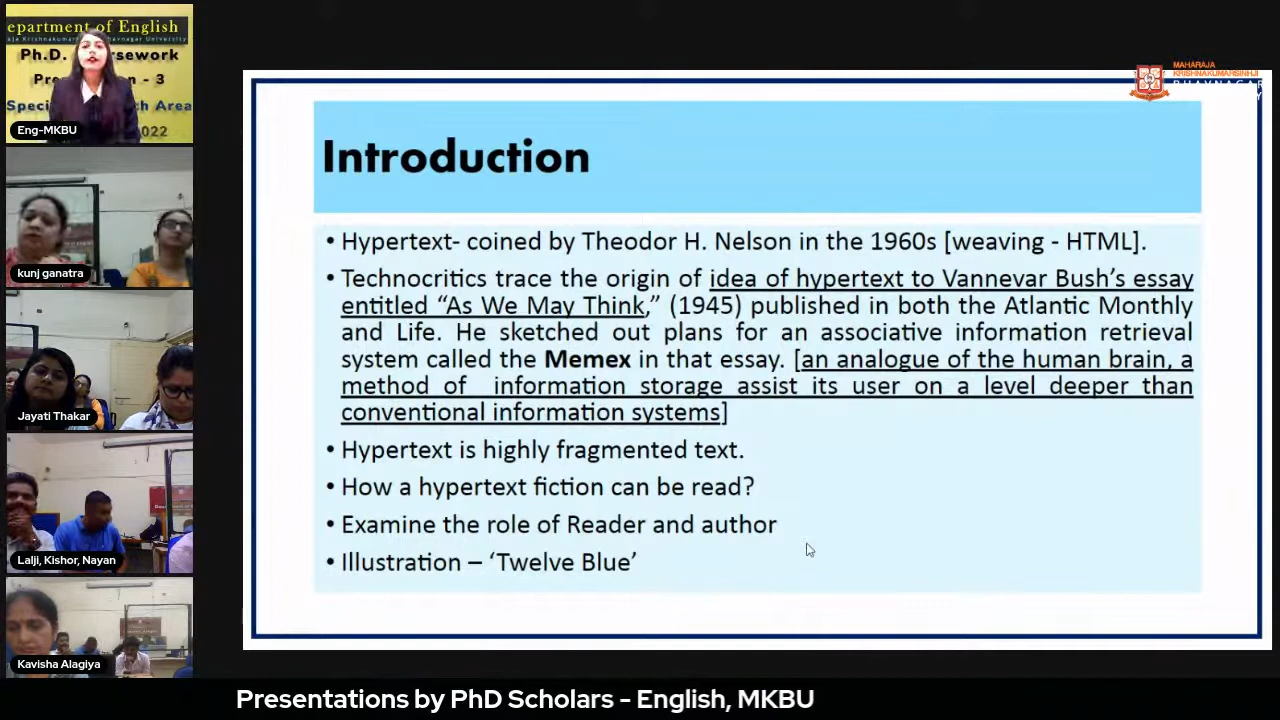 epartment of English
Ph.D.
rsework
Pre
n - 3
Speci
ch Area
022
Eng-MKBU
kunj ganatra
Jayati Thakar
Lalji, Kishor, Nayan
Kavisha Alagiya
MAHARAJA
KRISHNAKUMARSINHJI
BHAVNAGAR
Introduction
• Hypertext- coined by Theodor H. Nelson in the 1960s [weaving - HTML].
• Technocritics trace the origin of idea of hypertext to Vannevar Bush’s essay
entitled “As We May Think,” (1945) published in both the Atlantic Monthly
and Life. He sketched out plans for an associative information retrieval
system called the Memex in that essay. [an analogue of the human brain, a
method of information storage assist its user on a level deeper than
conventional information systems]
• Hypertext is highly fragmented text.
• How a hypertext fiction can be read?
• Examine the role of Reader and author
• Illustration – ‘Twelve Blue’
Presentations by PhD Scholars - English, MKBU